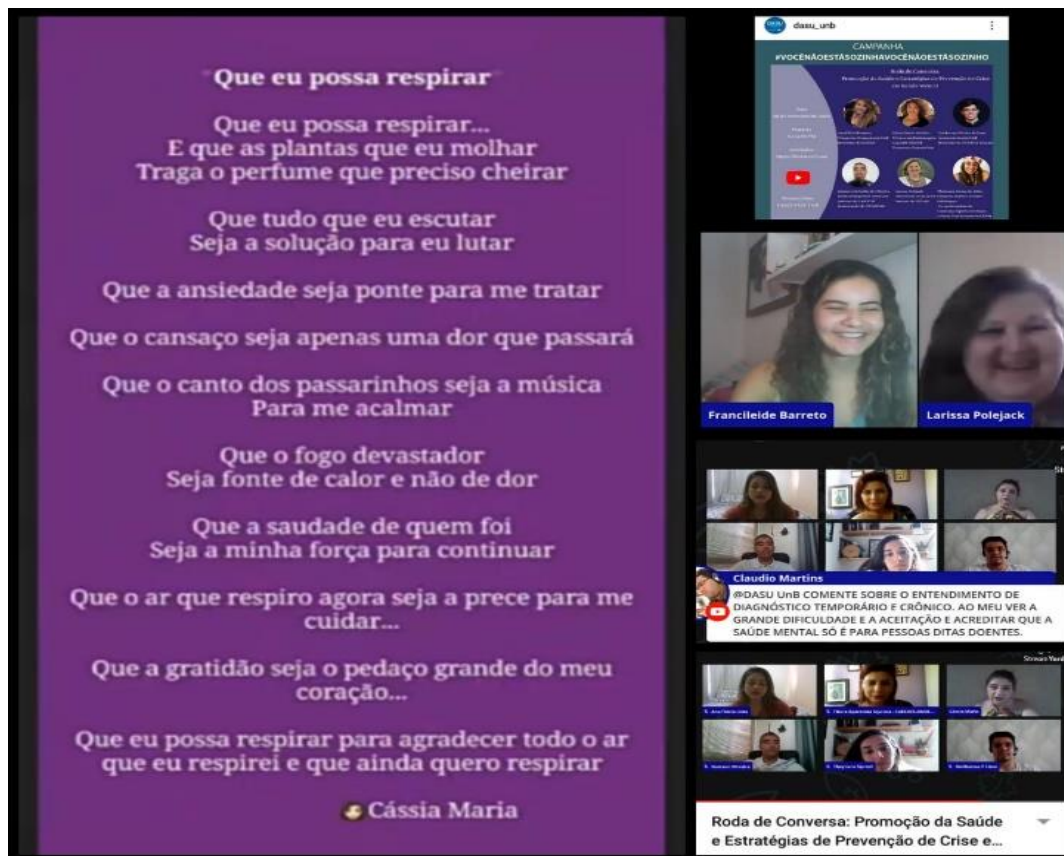 Que eu possa respirar
Que eu possa respirar...
E que as plantas que eu molhar
Traga o perfume que preciso cheirar
Que tudo que eu escutar
Seja a solução para eu lutar
Que a ansiedade seja ponte para me tratar
Que o cansaço seja apenas uma dor que passará
Que o canto dos passarinhos seja a música
Para me acalmar
Que o fogo devastador
Seja fonte de calor e não de dor
Que a saudade de quem foi
Seja a minha força para continuar
Que o ar que respiro agora seja a prece para me
cuidar...
Que a gratidão seja o pedaço grande do meu
coração...
Que eu possa respirar para agradecer todo o ar
que eu respirei e que ainda quero respirar
Cássia Maria
dasu_unb
CAMPANHA
#VOCÊNÃOESTÁSOZINHAVOCÊNÃOESTÁSOZINHO
Roda de Conversa
Promoção da Saúde e Estratégias de Prevenção de Crise
Francileide Barreto
Larissa Polejack
Claudio Martins
@DASU UnB COMENTE SOBRE O ENTENDIMENTO DE
DIAGNÓSTICO TEMPORÁRIO E CRÔNICO. AO MEU VER A
GRANDE DIFICULDADE E A ACEITAÇÃO E ACREDITAR QUE A
SAÚDE MENTAL SÓ É PARA PESSOAS DITAS DOENTES.
Roda de Conversa: Promoção da Saúde
e Estratégias de Prevenção de Crise e...